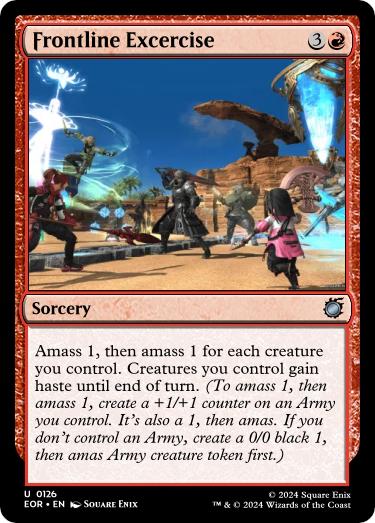 Frontline Excercise 3
Sorcery
Amass 1, then amass 1 for each creature
you control. Creatures you control gain
haste until end of turn. (To amass 1, then
amass 1, create a +1/+1 counter on an Army
you control. It's also a 1, then amas. If you
don't control an Army, create a 0/0 black 1,
then amas Army creature token first.)
U 0126
EOR • EN SQUARE ENIX
© 2024 Square Enix
™ & © 2024 Wizards of the Coast